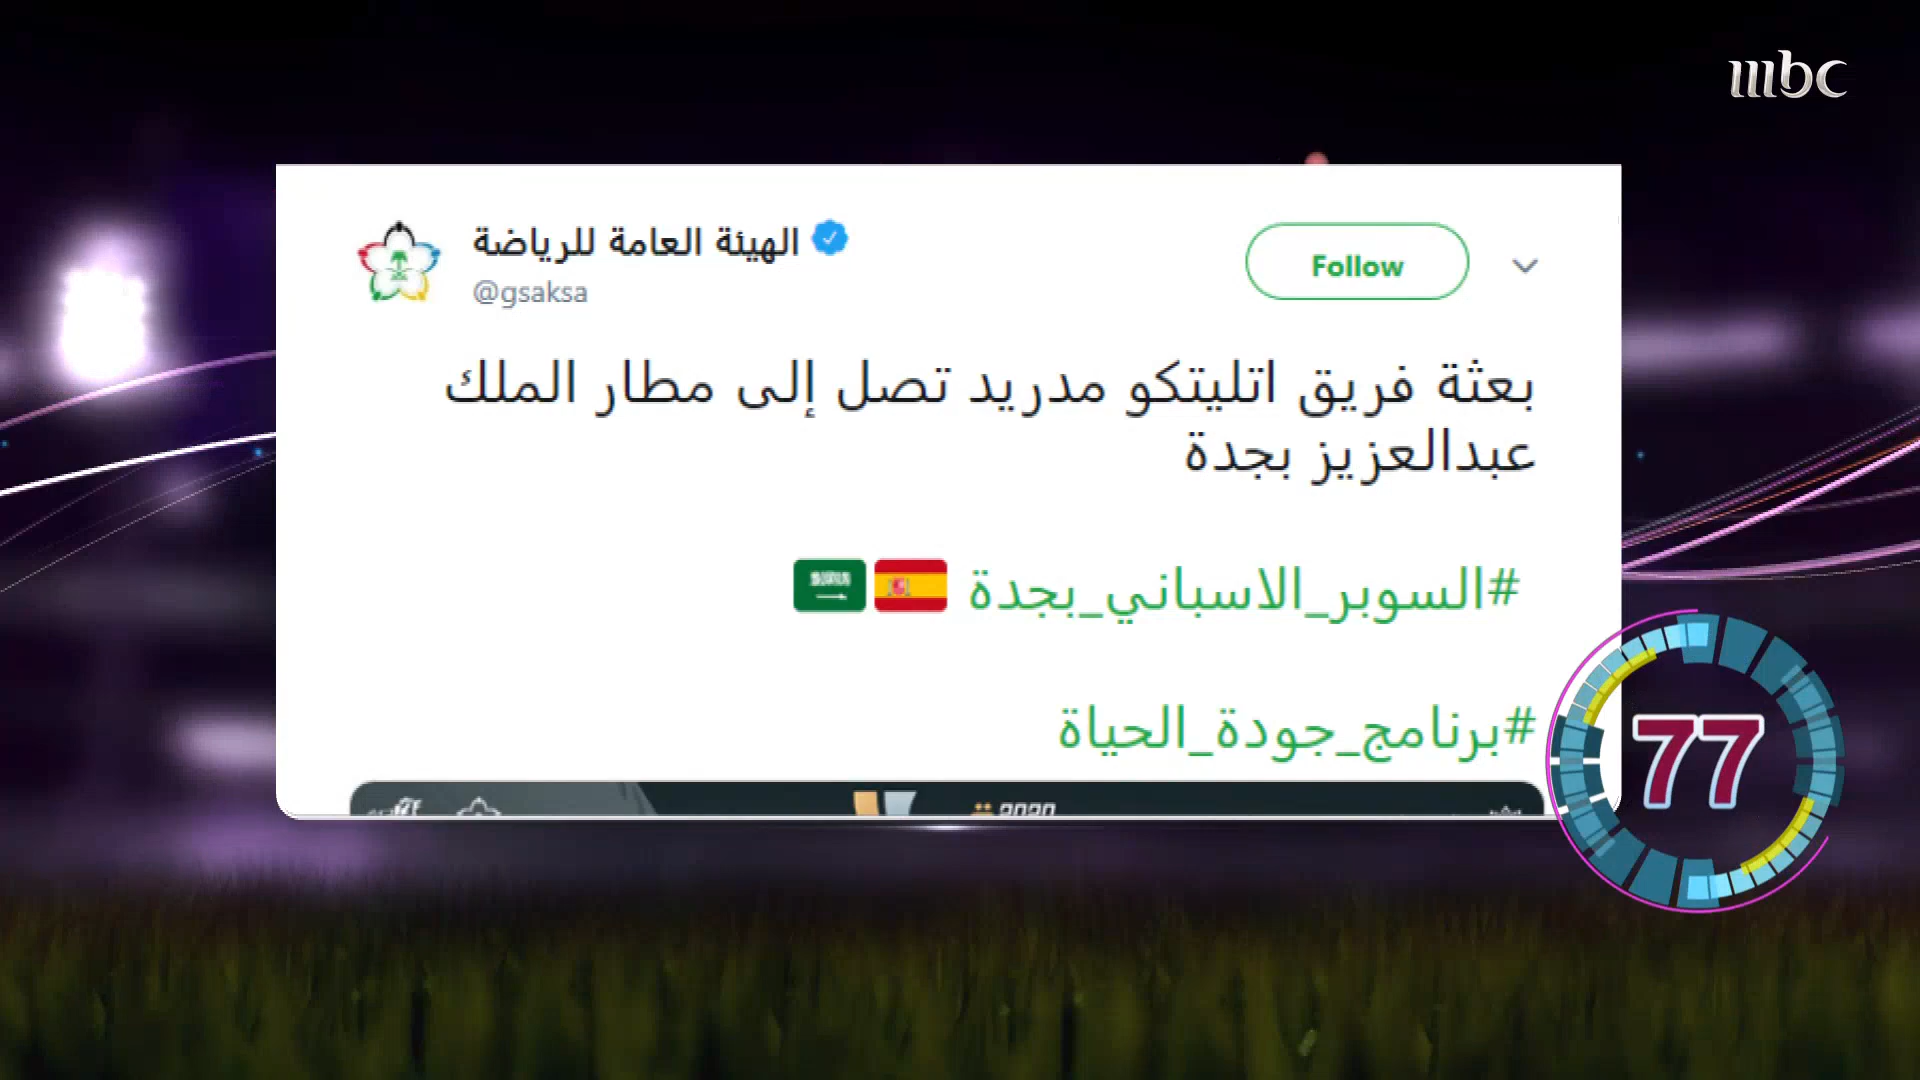 mbc
الهيئة العامة للرياضة
@gsaksa
Follow
بعثة فريق اتليتكو مدريد تصل إلى مطار الملك
عبدالعزيز بجدة
#السوبر_الاسباني_بجدة
#برنامج_جودة_الحياة
2020
77